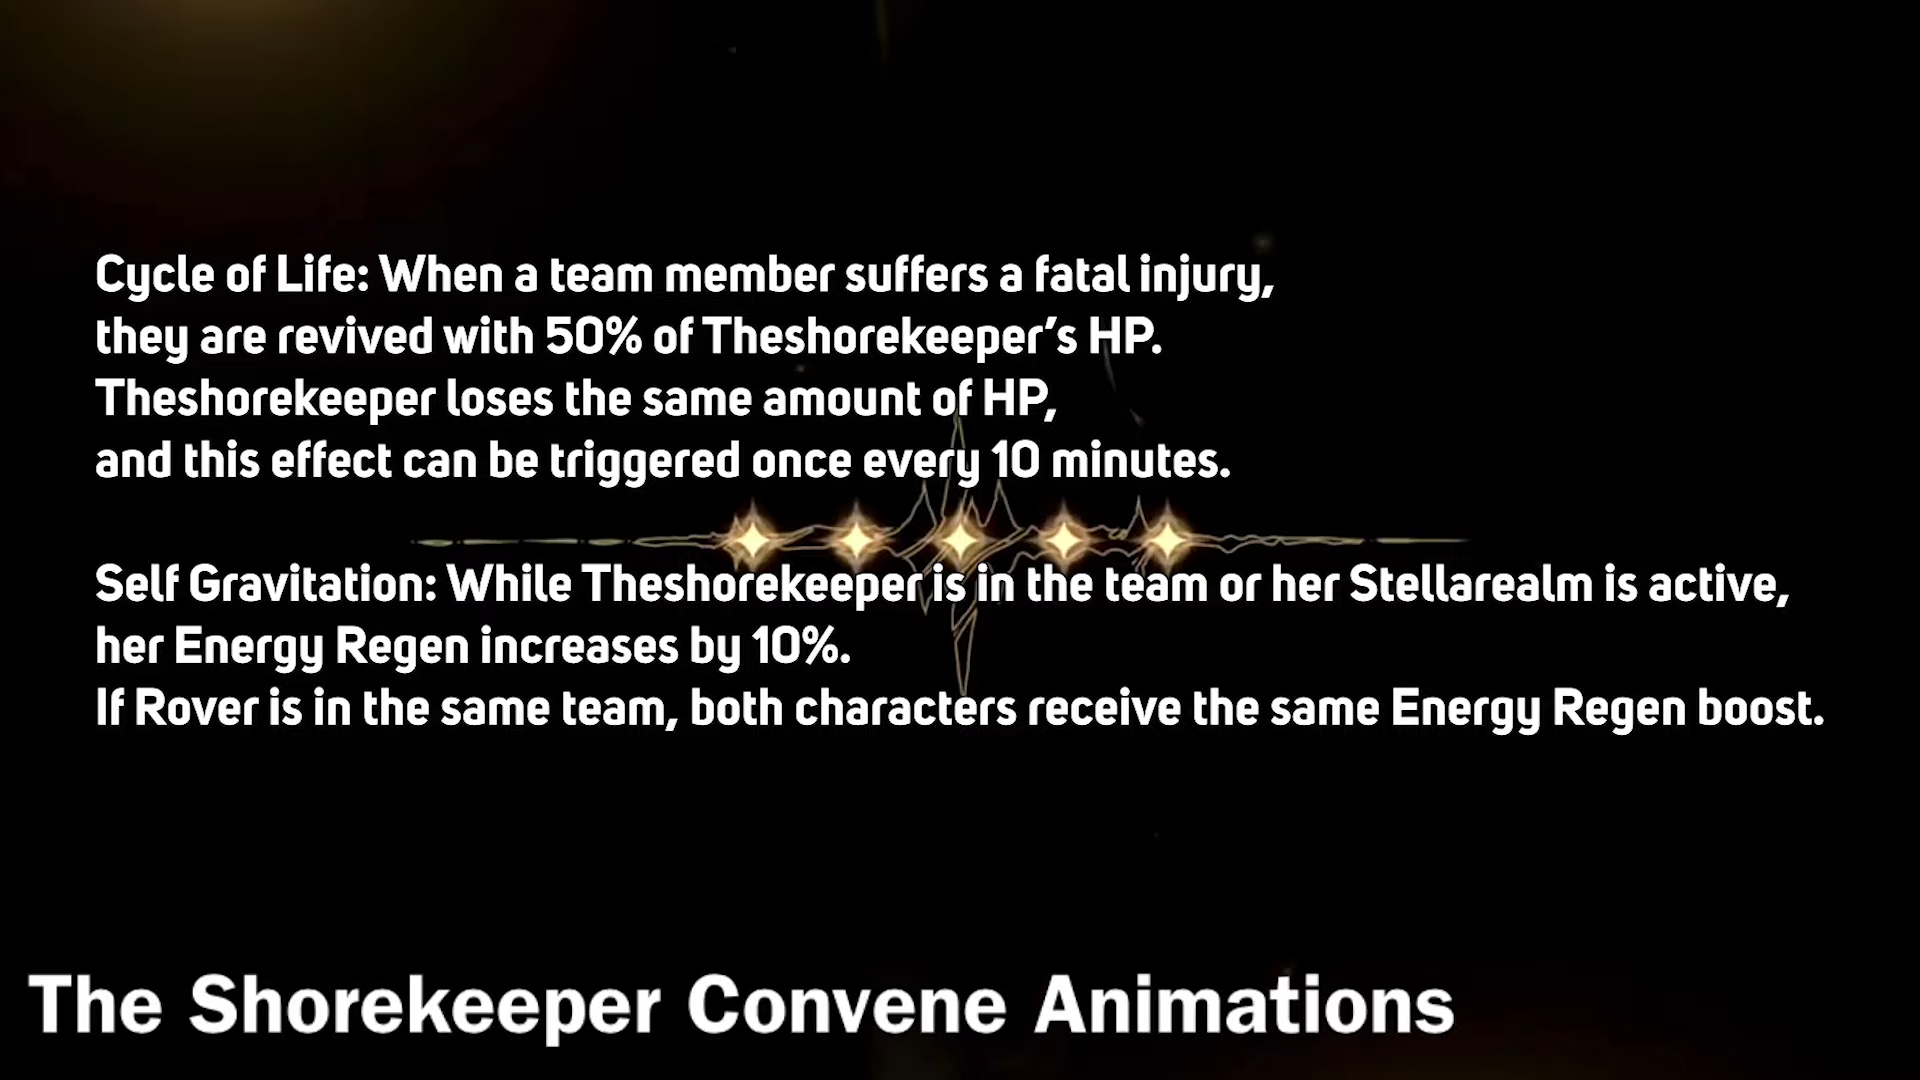 Cycle of Life: When a team member suffers a fatal injury,
they are revived with 50% of Theshorekeeper’s HP.
Theshorekeeper loses the same amount of HP,
and this effect can be triggered once every 10 minutes.
Self Gravitation: While Theshorekeeper is in the team or her Stellarealm is active,
her Energy Regen increases by 10%.
If Rover is in the same team, both characters receive the same Energy Regen boost.
The Shorekeeper Convene Animations